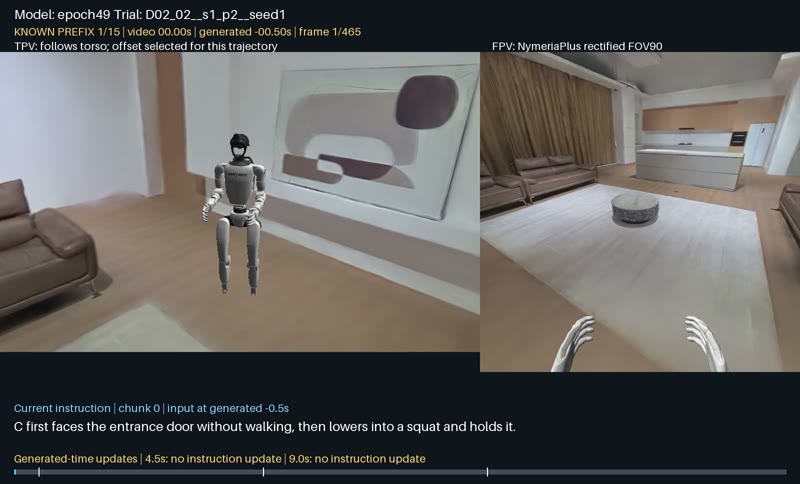 Model: epoch49 Trial: D02_02__s1_p2__seed1
KNOWN PREFIX 1/15 | video 00.00s | generated -00.50s | frame 1/465
TPV: follows torso; offset selected for this trajectory
FPV: NymeriaPlus rectified FOV90
Current instruction | chunk 0 | input at generated -0.5s
C first faces the entrance door without walking, then lowers into a squat and holds it.
Generated-time updates | 4.5s: no instruction update | 9.0s: no instruction update